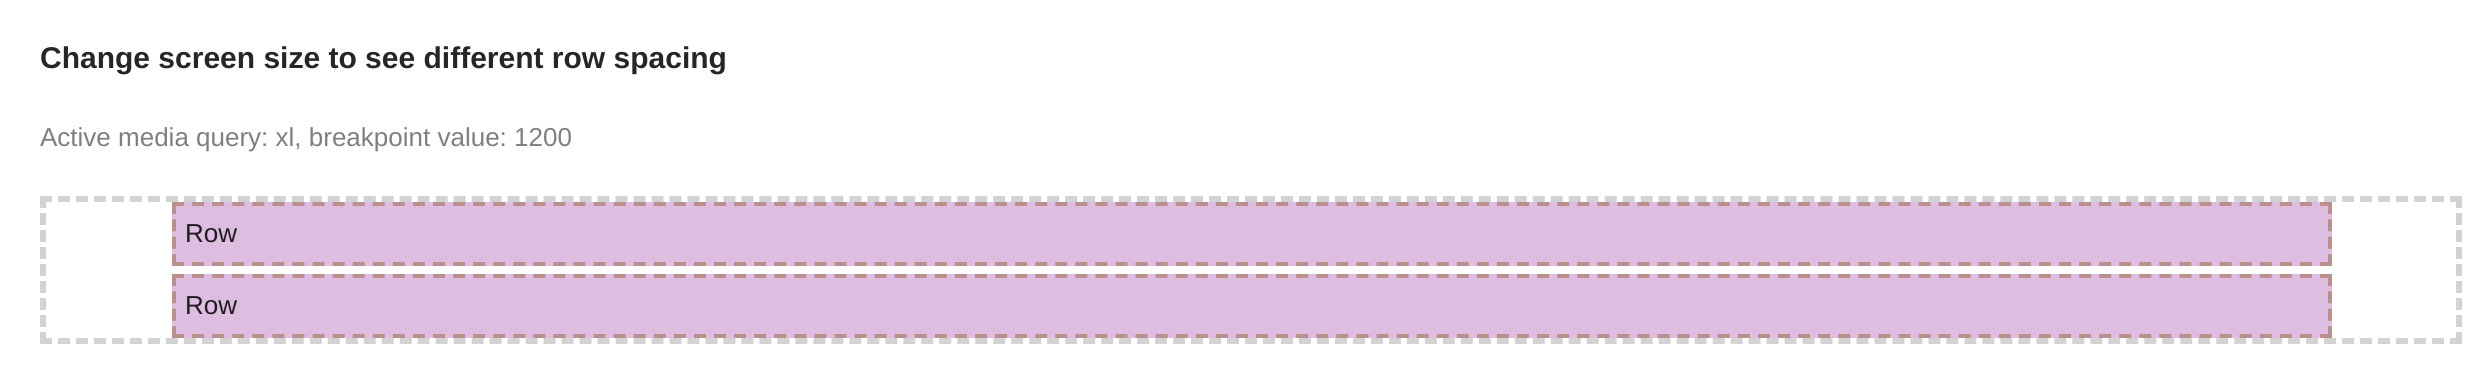 Change screen size to see different row spacing
Active media query: xl, breakpoint value: 1200
Row
Row